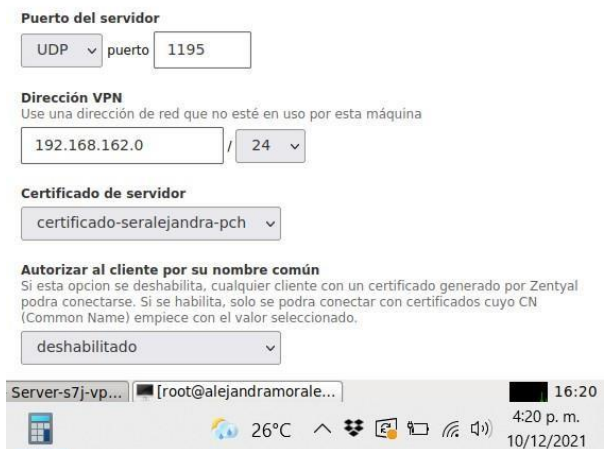 Puerto del servidor
UDP puerto 1195
Dirección VPN
Use una dirección de red que no esté en uso por esta máquina
192.168.162.0 / 24
Certificado de servidor
certificado-seralejandra-pch
Autorizar al cliente por su nombre común
Si esta opcion se deshabilita, cualquier cliente con un certificado generado por Zentyal
podra conectarse. Si se habilita, solo se podra conectar con certificados cuyo CN
(Common Name) empiece con el valor seleccionado.
deshabilitado
Server-s7j-vp... [root@alejandramorale... 16:20
26°C 4:20 p. m.
10/12/2021